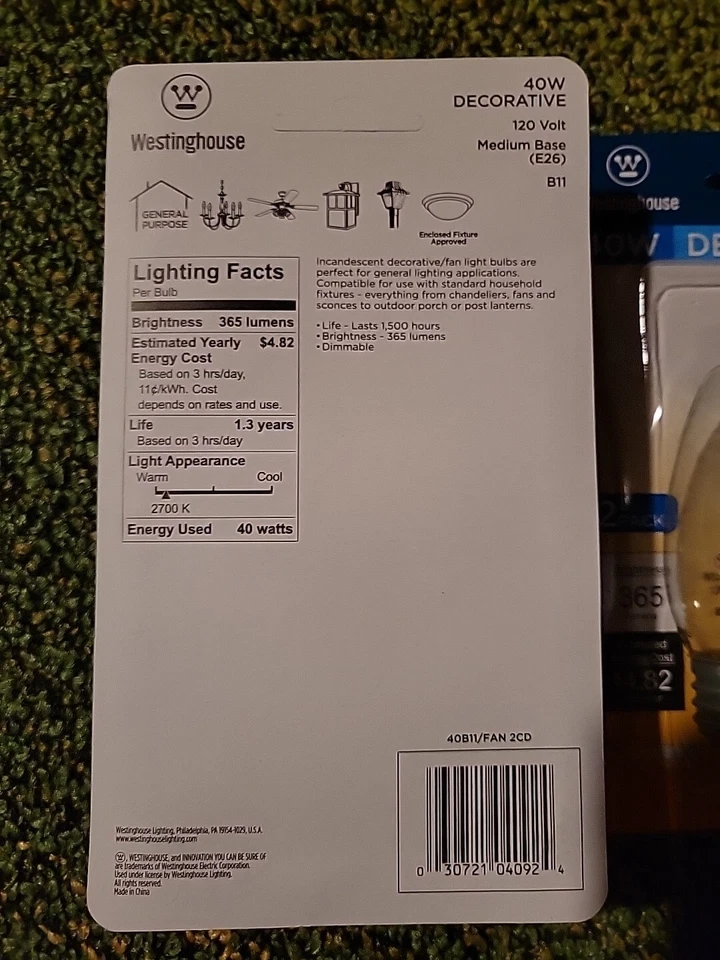 Westinghouse
40W
DECORATIVE
120 Volt
Medium Base
(E26)
B11
GENERAL
PURPOSE
Enclosed Fixture
Approved
Lighting Facts
Per Bulb
Brightness 365 lumens
Estimated Yearly $4.82
Energy Cost
Based on 3 hrs/day,
11¢/kWh. Cost
depends on rates and use.
Life 1.3 years
Based on 3 hrs/day
Light Appearance
Warm Cool
2700 K
Energy Used 40 watts
Incandescent decorative/fan light bulbs are
perfect for general lighting applications.
Compatible for use with standard household
fixtures - everything from chandeliers, fans and
sconces to outdoor porch or post lanterns.
• Life - Lasts 1,500 hours
• Brightness - 365 lumens
• Dimmable
40B11/FAN 2CD
0 30721 04092 4
Westinghouse Lighting, Philadelphia, PA 19154-1029, U.S.A.
www.westinghouselighting.com
W, WESTINGHOUSE, and INNOVATION YOU CAN BE SURE OF
are trademarks of Westinghouse Electric Corporation.
Used under license by Westinghouse Lighting.
All rights reserved.
Made in China
house
0W DE
2 PACK
365
.82